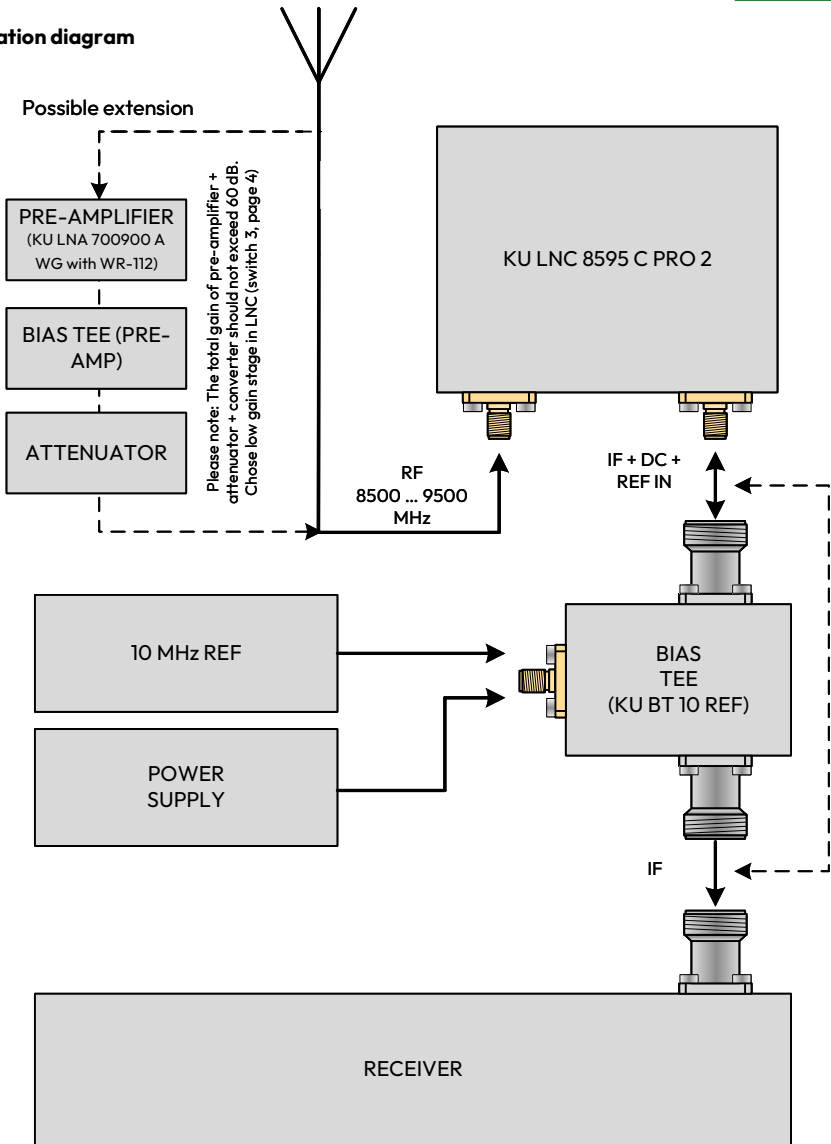 ation diagram
Possible extension
PRE-AMPLIFIER
(KU LNA 700900 A
WG with WR-112)
BIAS TEE (PRE-
AMP)
ATTENUATOR
Please note: The total gain of pre-amplifier +
attenuator + converter should not exceed 60 dB.
Chose low gain stage in LNC (switch 3, page 4)
KU LNC 8595 C PRO 2
RF
8500 ... 9500
MHz
IF + DC +
REF IN
10 MHz REF
BIAS
TEE
(KU BT 10 REF)
POWER
SUPPLY
IF
RECEIVER